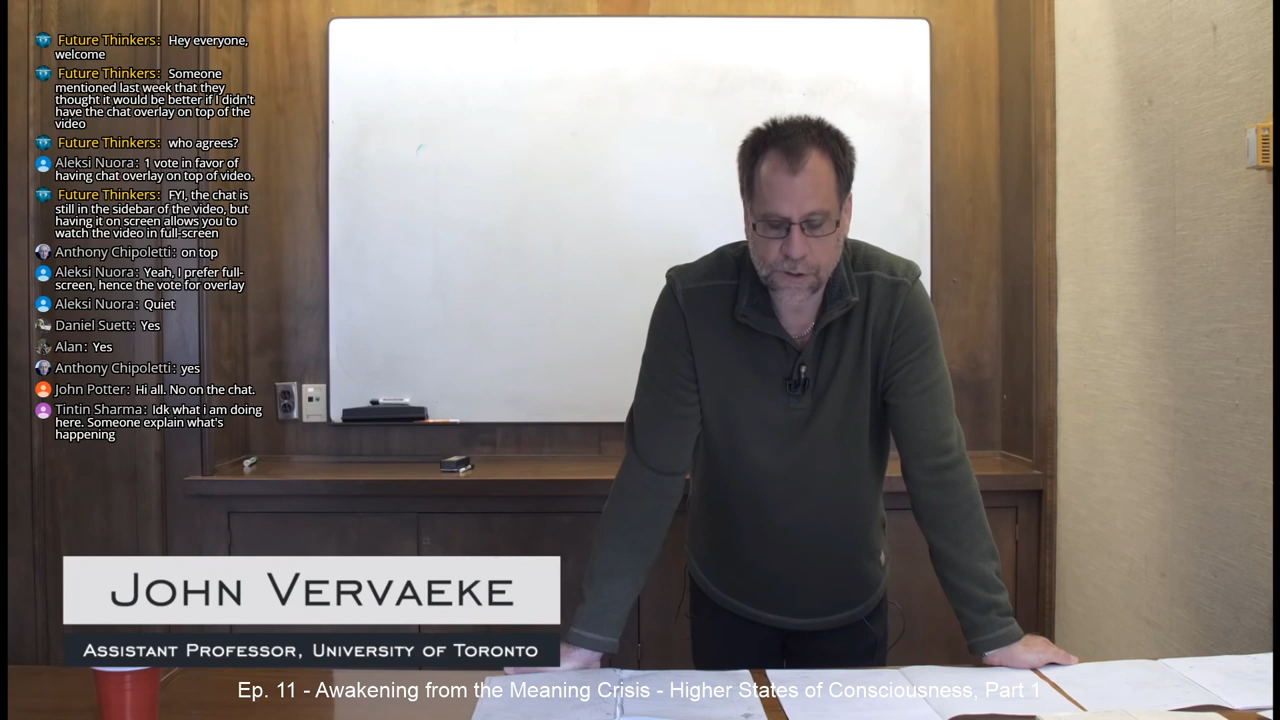 Future Thinkers: Hey everyone,
welcome
Future Thinkers: Someone
mentioned last week that they
thought it would be better if I didn't
have the chat overlay on top of the
video
Future Thinkers: who agrees?
Aleksi Nuora: 1 vote in favor of
having chat overlay on top of video.
Future Thinkers: FYI, the chat is
still in the sidebar of the video, but
having it on screen allows you to
watch the video in full-screen
Anthony Chipoletti: on top
Aleksi Nuora: Yeah, I prefer full-
screen, hence the vote for overlay
Aleksi Nuora: Quiet
Daniel Suett: Yes
Alan: Yes
Anthony Chipoletti: yes
John Potter: Hi all. No on the chat.
Tintin Sharma: Idk what i am doing
here. Someone explain what's
happening
John Vervaeke
Assistant Professor, University of Toronto
Ep. 11 - Awakening from the Meaning Crisis - Higher States of Consciousness, Part 1